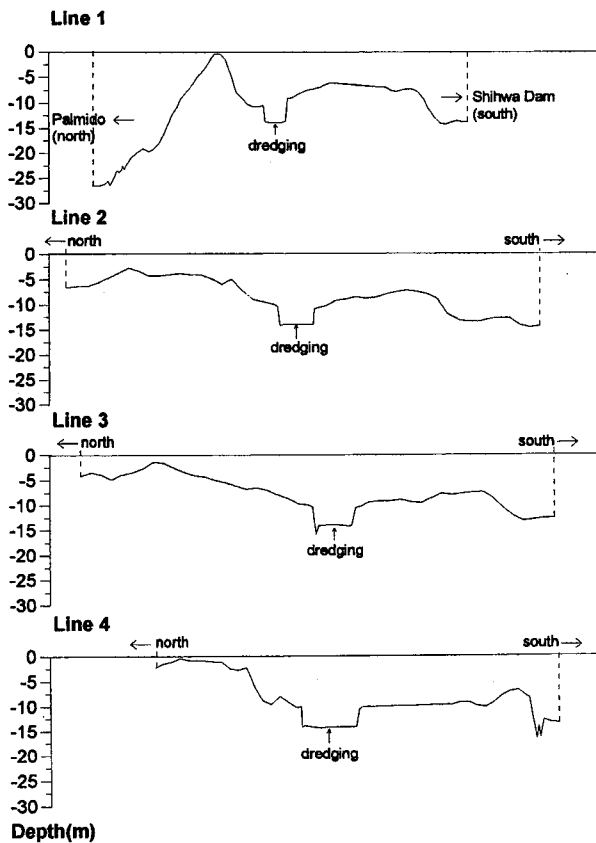 Line 1
0
-5
-10
-15
-20
-25
-30
Palmido
(north)
Shihwa Dam
(south)
dredging
Line 2
north
south
0
-5
-10
-15
-20
-25
-30
dredging
Line 3
north
south
0
-5
-10
-15
-20
-25
-30
dredging
Line 4
north
south
0
-5
-10
-15
-20
-25
-30
dredging
Depth(m)